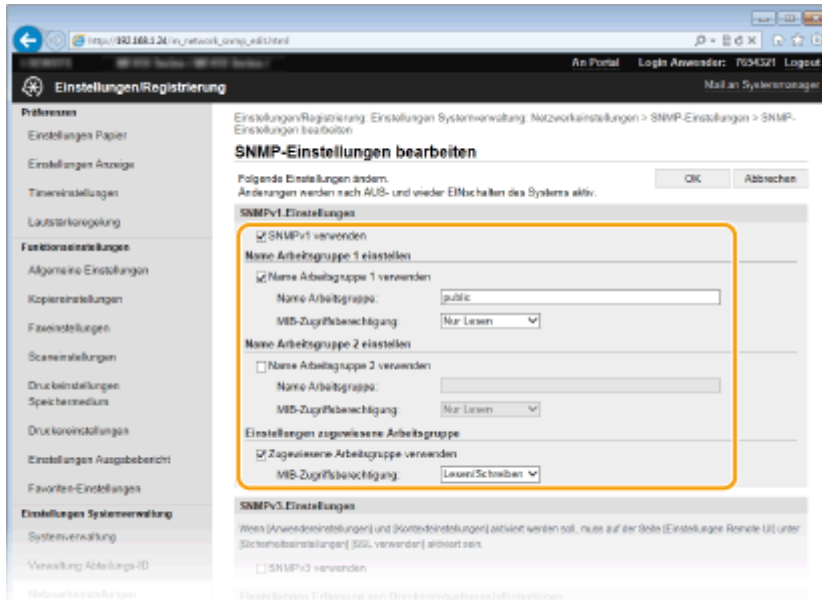 http://192.168.1.24/m_network_snmp_edit.html
An Portal Login Anwender: 7654321 Logout
Einstellungen/Registrierung
Mail an Systemmanager
Präferenzen
Einstellungen Papier
Einstellungen Anzeige
Timereinstellungen
Lautstärkeregelung
Funktionseinstellungen
Allgemeine Einstellungen
Kopiereinstellungen
Faxeinstellungen
Scaneinstellungen
Druckeinstellungen
Speichermedium
Druckereinstellungen
Einstellungen Ausgabebericht
Favoriten-Einstellungen
Einstellungen Systemverwaltung
Systemverwaltung
Verwaltung Abteilungs-ID
Netzwerkeinstellungen
Einstellungen/Registrierung: Einstellungen Systemverwaltung: Netzwerkeinstellungen > SNMP-Einstellungen > SNMP-
Einstellungen bearbeiten
SNMP-Einstellungen bearbeiten
Folgende Einstellungen ändern.
Änderungen werden nach AUS- und wieder EINschalten des Systems aktiv.
OK Abbrechen
SNMPv1.Einstellungen
SNMPv1 verwenden
Name Arbeitsgruppe 1 einstellen
Name Arbeitsgruppe 1 verwenden
Name Arbeitsgruppe: public
MIB-Zugriffsberechtigung: Nur Lesen
Name Arbeitsgruppe 2 einstellen
Name Arbeitsgruppe 2 verwenden
Name Arbeitsgruppe:
MIB-Zugriffsberechtigung: Nur Lesen
Einstellungen zugewiesene Arbeitsgruppe
Zugewiesene Arbeitsgruppe verwenden
MIB-Zugriffsberechtigung: Lesen/Schreiben
SNMPv3.Einstellungen
Wenn [Anwendereinstellungen] und [Kontexteinstellungen] aktiviert werden soll, muss auf der Seite [Einstellungen Remote UI] unter
[Sicherheitseinstellungen] [SSL verwenden] aktiviert sein.
SNMPv3 verwenden